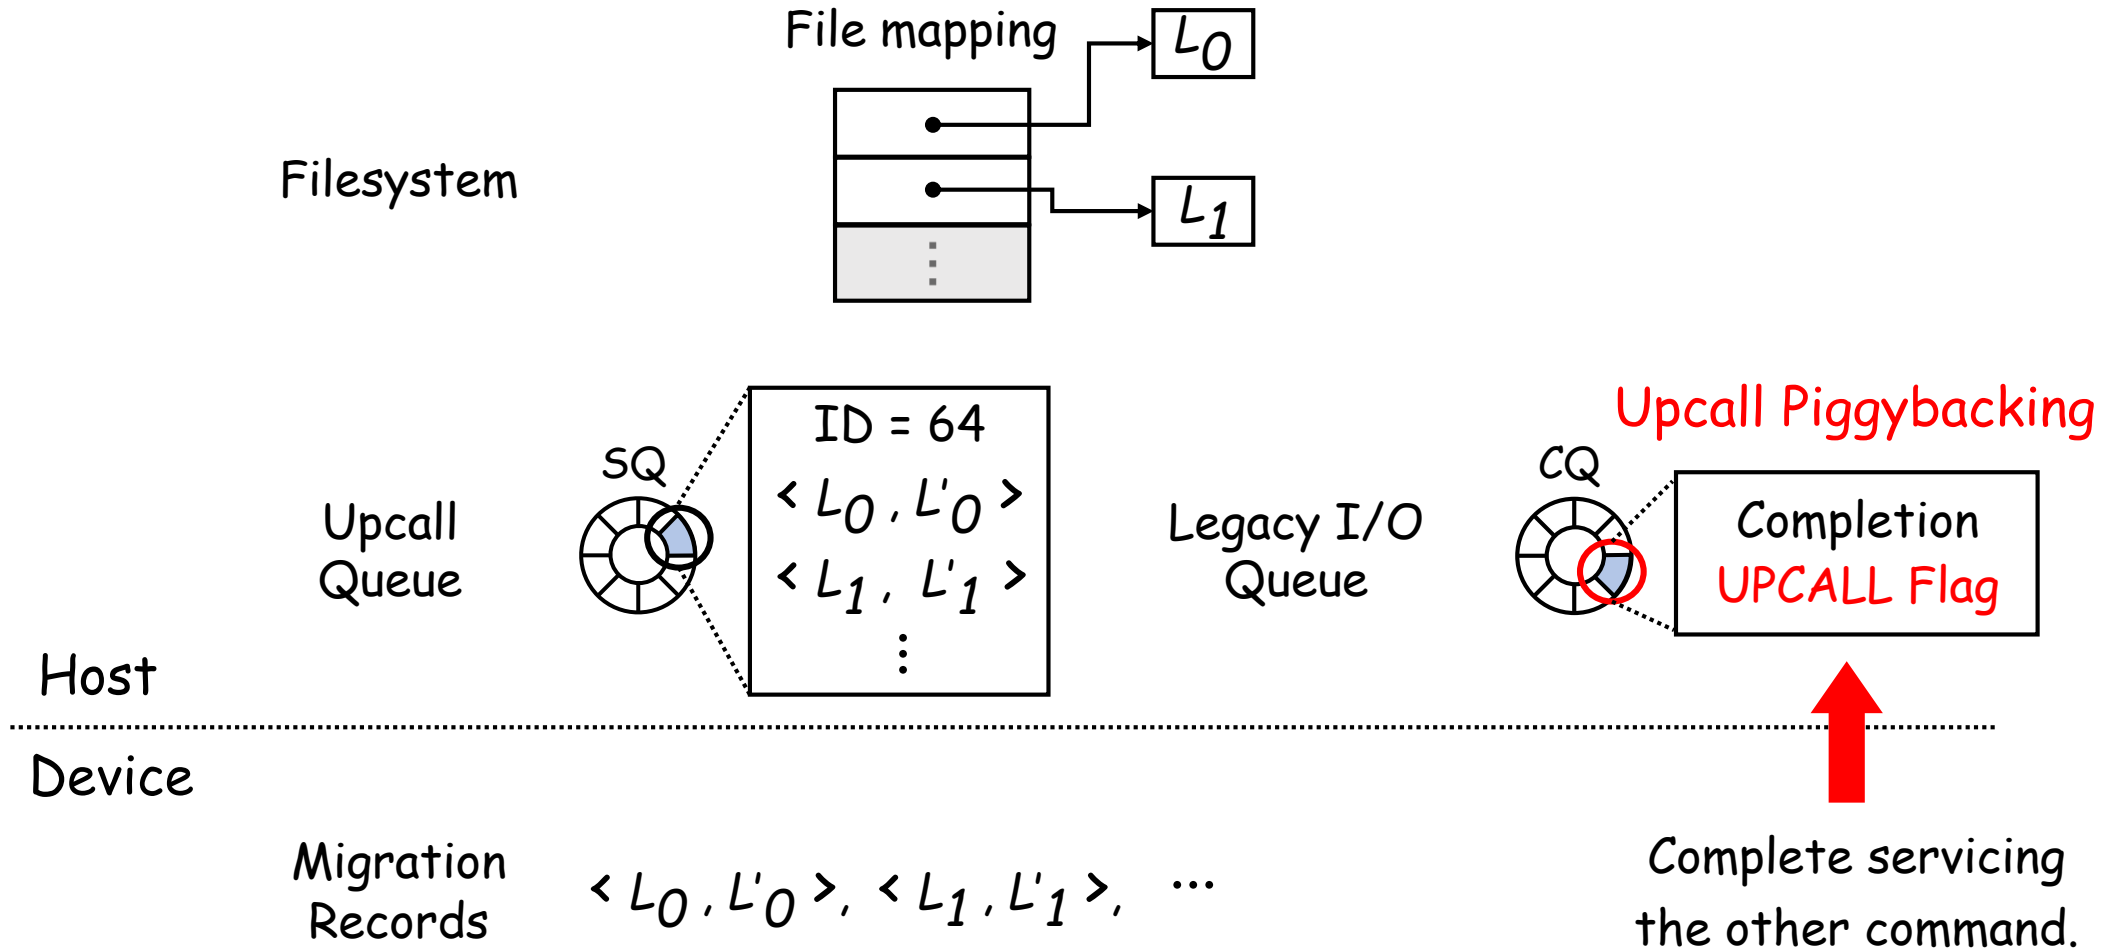 File mapping
L0
Filesystem
L1
Upcall Piggybacking
ID = 64
SQ
CQ
< L0 , L'0 >
Upcall
Queue
Legacy I/O
Queue
Completion
UPCALL Flag
< L1 , L'1 >
⋮
Host
Device
Migration
Records
< L0 , L'0 >, < L1 , L'1 >, ...
Complete servicing
the other command.